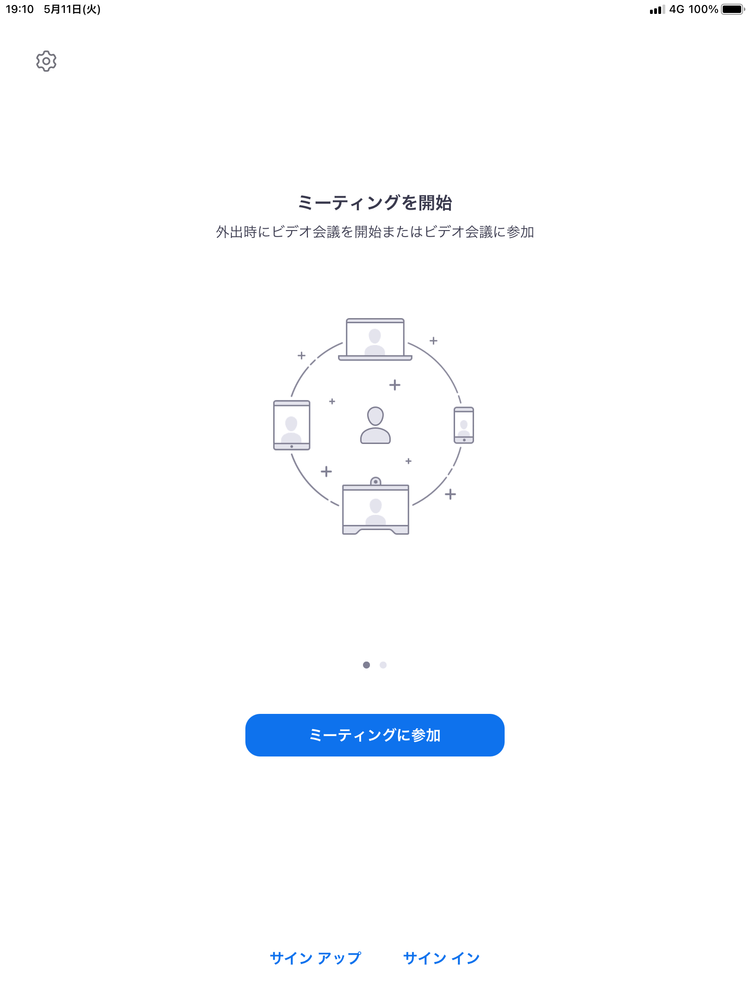 19:10 5月11日(火)
4G 100%
ミーティングを開始
外出時にビデオ会議を開始またはビデオ会議に参加
ミーティングに参加
サイン アップ
サイン イン